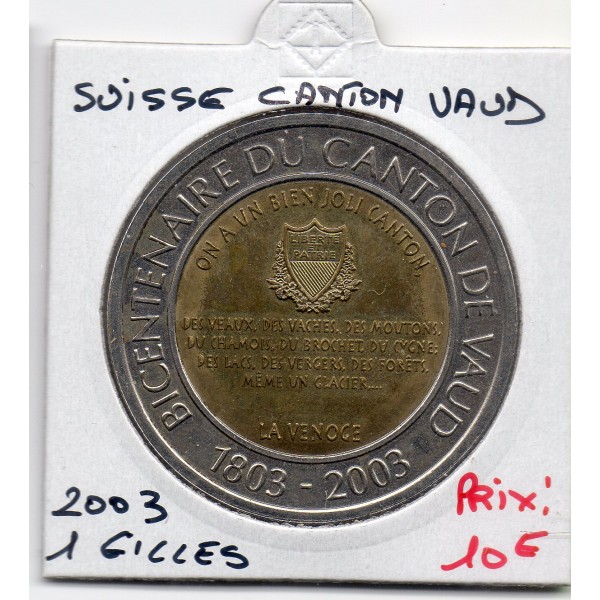 SUISSE CANTON VAUD
BICENTENAIRE DU CANTON DE VAUD
ON A UN BIEN JOLI CANTON,
LIBERTÉ
ET
PATRIE
DES VEAUX, DES VACHES, DES MOUTONS,
DU CHAMOIS, DU BROCHET, DU CYGNE;
DES LACS, DES VERGERS, DES FORÊTS,
MÊME UN GLACIER....
LA VENOGE
1803 - 2003
2003
1 GILLES
PRIX:
10€